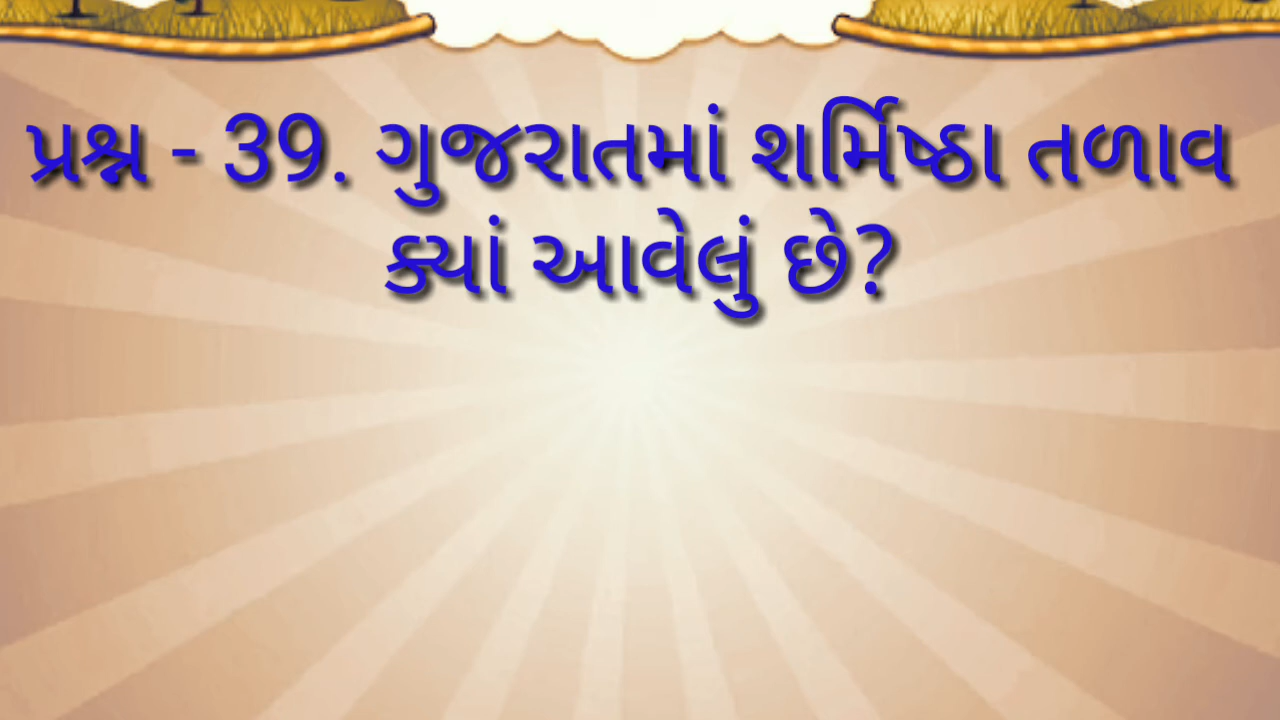 પ્રશ્ન - 39. ગુજરાતમાં શર્મિષ્ઠા તળાવ
ક્યાં આવેલું છે?